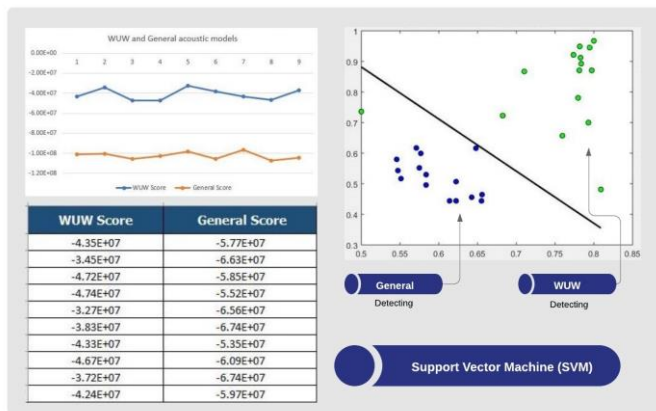 WUW and General acoustic models
0.00E+00
1 2 3 4 5 6 7 8 9
-2.00E+07
-4.00E+07
-6.00E+07
-8.00E+07
-1.00E+08
-1.20E+08
WUW Score General Score
WUW Score General Score
-4.35E+07 -5.77E+07
-3.45E+07 -6.63E+07
-4.72E+07 -5.85E+07
-4.74E+07 -5.52E+07
-3.27E+07 -6.56E+07
-3.83E+07 -6.74E+07
-4.33E+07 -5.35E+07
-4.67E+07 -6.09E+07
-3.72E+07 -6.74E+07
-4.24E+07 -5.97E+07
1
0.9
0.8
0.7
0.6
0.5
0.4
0.3
0.5 0.55 0.6 0.65 0.7 0.75 0.8 0.85
General WUW
Detecting Detecting
Support Vector Machine (SVM)